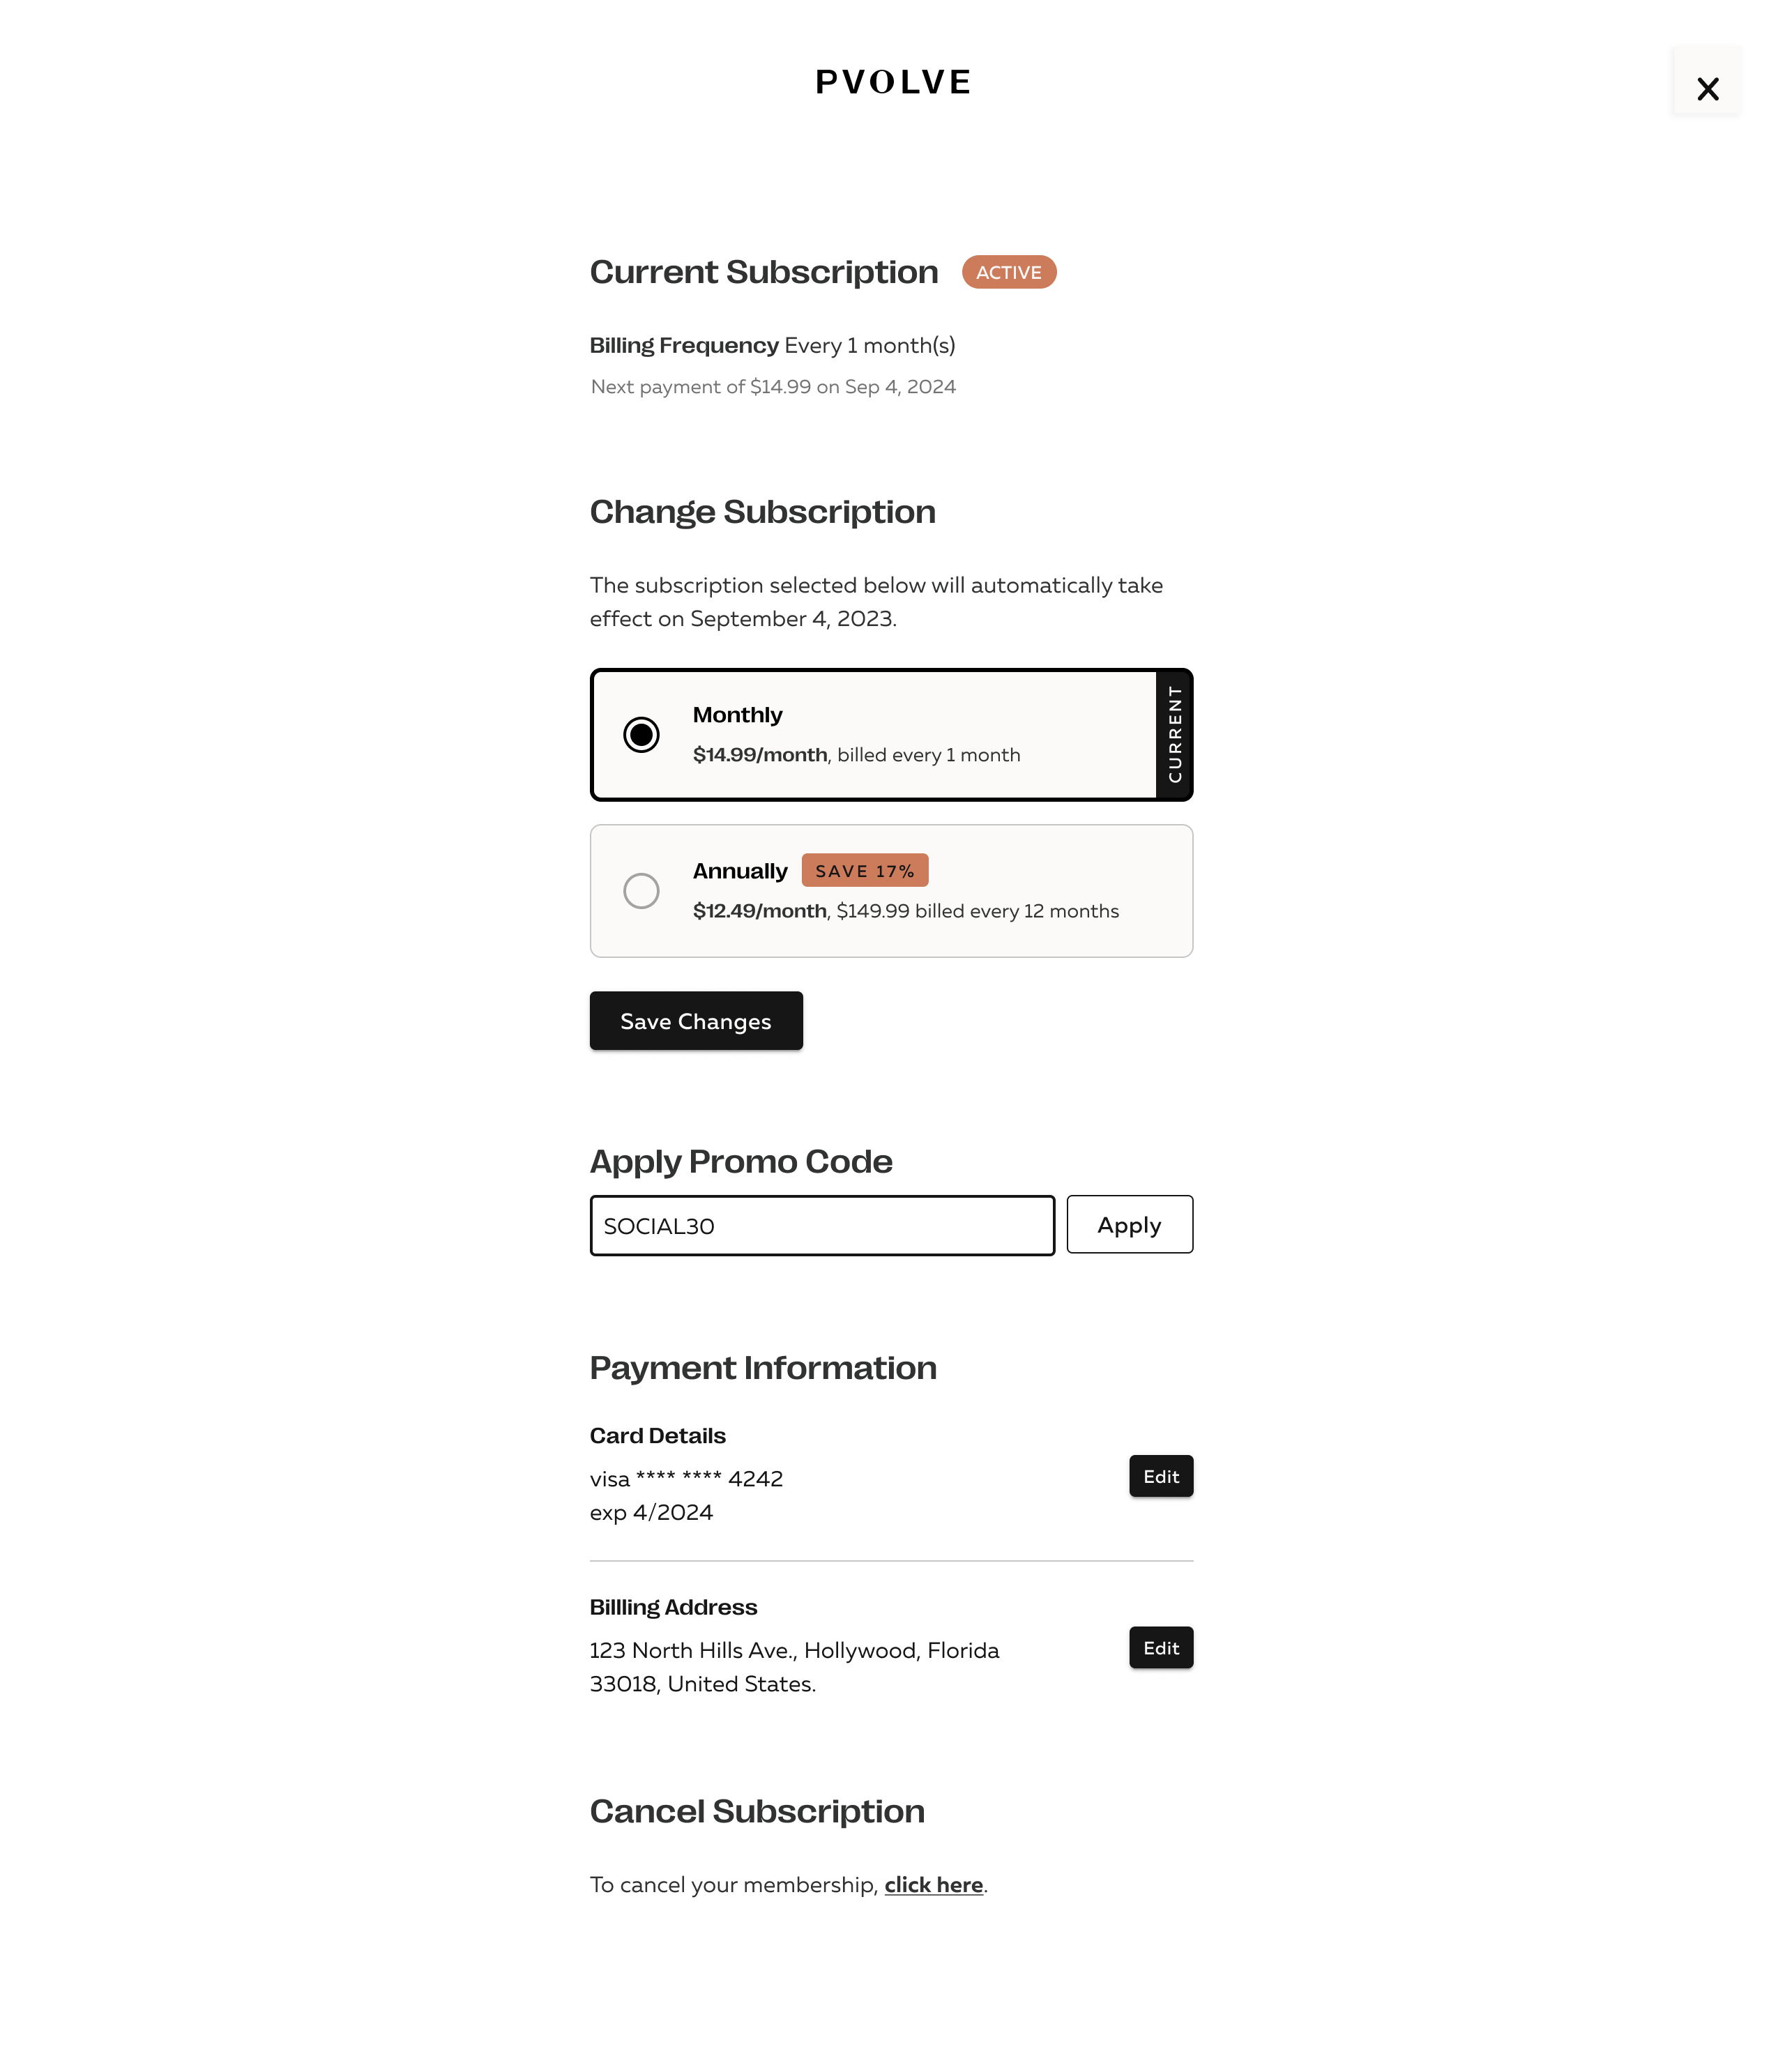 PVOLVE
X
Current Subscription ACTIVE
Billing Frequency Every 1 month(s)
Next payment of $14.99 on Sep 4, 2024
Change Subscription
The subscription selected below will automatically take
effect on September 4, 2023.
Monthly
$14.99/month, billed every 1 month
CURRENT
Annually SAVE 17%
$12.49/month, $149.99 billed every 12 months
Save Changes
Apply Promo Code
SOCIAL30 Apply
Payment Information
Card Details
visa **** **** 4242
exp 4/2024
Edit
Billling Address
123 North Hills Ave., Hollywood, Florida
33018, United States.
Edit
Cancel Subscription
To cancel your membership, click here.